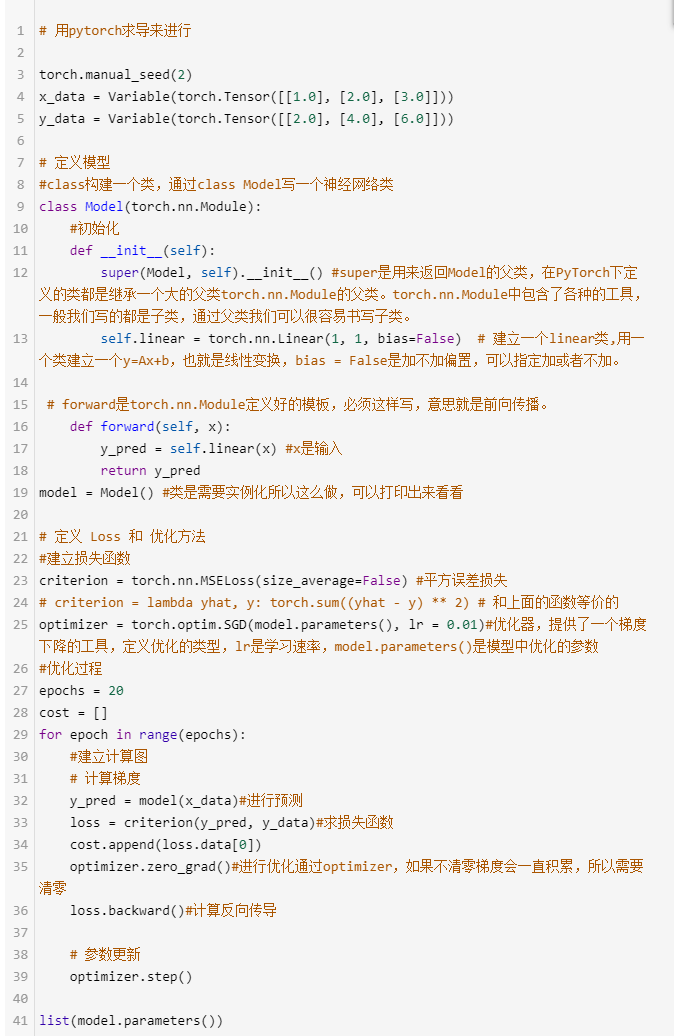 1 # 用pytorch求导来进行
2
3 torch.manual_seed(2)
4 x_data = Variable(torch.Tensor([[1.0], [2.0], [3.0]]))
5 y_data = Variable(torch.Tensor([[2.0], [4.0], [6.0]]))
6
7 # 定义模型
8 #class构建一个类，通过class Model写一个神经网络类
9 class Model(torch.nn.Module):
10     #初始化
11     def __init__(self):
12         super(Model, self).__init__() #super是用来返回Model的父类，在PyTorch下定
义的类都是继承一个大的父类torch.nn.Module的父类。torch.nn.Module中包含了各种的工具，
一般我们写的都是子类，通过父类我们可以很容易书写子类。
13         self.linear = torch.nn.Linear(1, 1, bias=False)  # 建立一个linear类,用一
个类建立一个y=Ax+b，也就是线性变换，bias = False是加不加偏置，可以指定加或者不加。
14
15  # forward是torch.nn.Module定义好的模板，必须这样写，意思就是前向传播。
16     def forward(self, x):
17         y_pred = self.linear(x) #x是输入
18         return y_pred
19 model = Model() #类是需要实例化所以这么做，可以打印出来看看
20
21 # 定义 Loss 和 优化方法
22 #建立损失函数
23 criterion = torch.nn.MSELoss(size_average=False) #平方误差损失
24 # criterion = lambda yhat, y: torch.sum((yhat - y) ** 2) # 和上面的函数等价的
25 optimizer = torch.optim.SGD(model.parameters(), lr = 0.01)#优化器，提供了一个梯度
下降的工具，定义优化的类型，lr是学习速率，model.parameters()是模型中优化的参数
26 #优化过程
27 epochs = 20
28 cost = []
29 for epoch in range(epochs):
30     #建立计算图
31     # 计算梯度
32     y_pred = model(x_data)#进行预测
33     loss = criterion(y_pred, y_data)#求损失函数
34     cost.append(loss.data[0])
35     optimizer.zero_grad()#进行优化通过optimizer，如果不清零梯度会一直积累，所以需要
清零
36     loss.backward()#计算反向传导
37
38     # 参数更新
39     optimizer.step()
40
41 list(model.parameters())